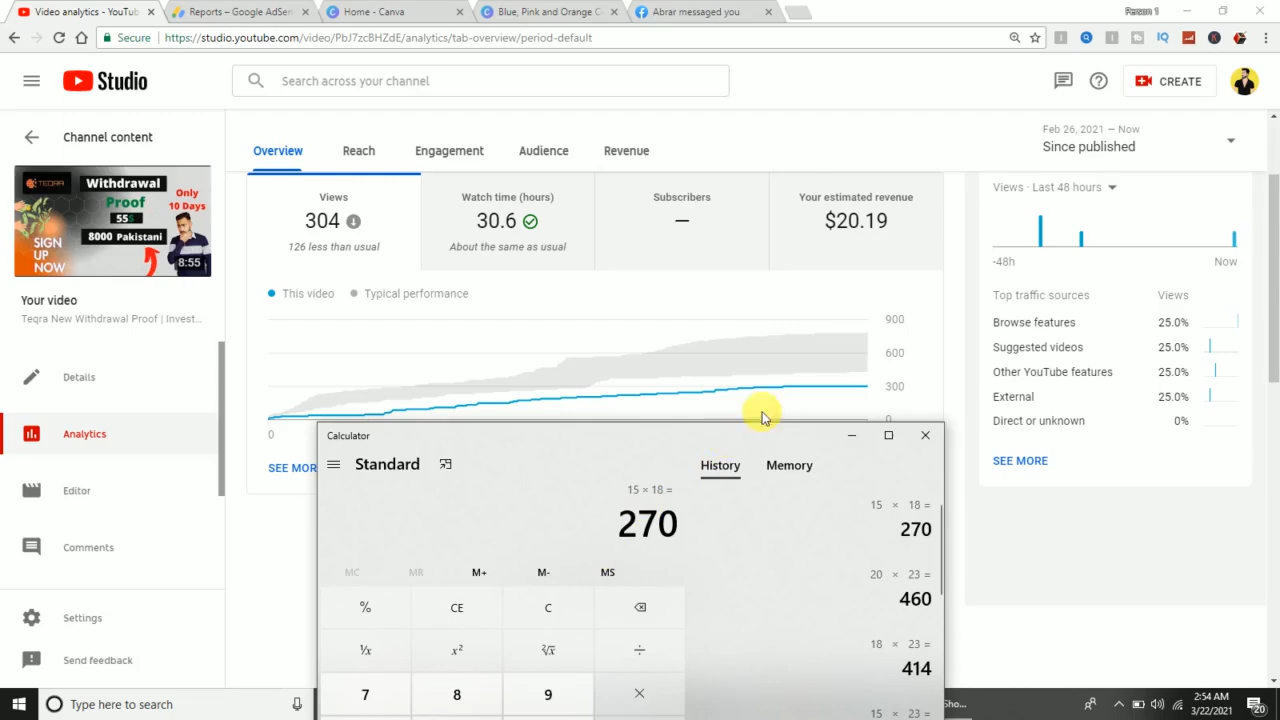 Video analytics - YouTub
Reports – Google AdSen
Home - Canva
Blue, Pink and Orange C
Abrar messaged you
Person 1
Secure
https://studio.youtube.com/video/PbJ7zcBHZdE/analytics/tab-overview/period-default
Studio
Search across your channel
CREATE
Channel content
TEQRA
Withdrawal
Proof
55$
8000 Pakistani
Only
10 Days
SIGN
UP
NOW
8:55
Your video
Teqra New Withdrawal Proof | Invest...
Details
Analytics
Editor
Comments
Settings
Send feedback
Overview
Reach
Engagement
Audience
Revenue
Feb 26, 2021 — Now
Since published
Views
304
126 less than usual
Watch time (hours)
30.6
About the same as usual
Subscribers
—
Your estimated revenue
$20.19
This video
Typical performance
900
600
300
0
0
SEE MOR
Views · Last 48 hours
-48h
Now
Top traffic sources
Views
Browse features 25.0%
Suggested videos 25.0%
Other YouTube features 25.0%
External 25.0%
Direct or unknown 0%
SEE MORE
Calculator
Standard
History
Memory
15 × 18 =
270
MC MR M+ M- MS
% CE C
¹/x x² ²√x ÷
7 8 9 ×
15 × 18 =
270
20 × 23 =
460
18 × 23 =
414
15 × 23 =
Type here to search
Sho...
2:54 AM
3/22/2021
20